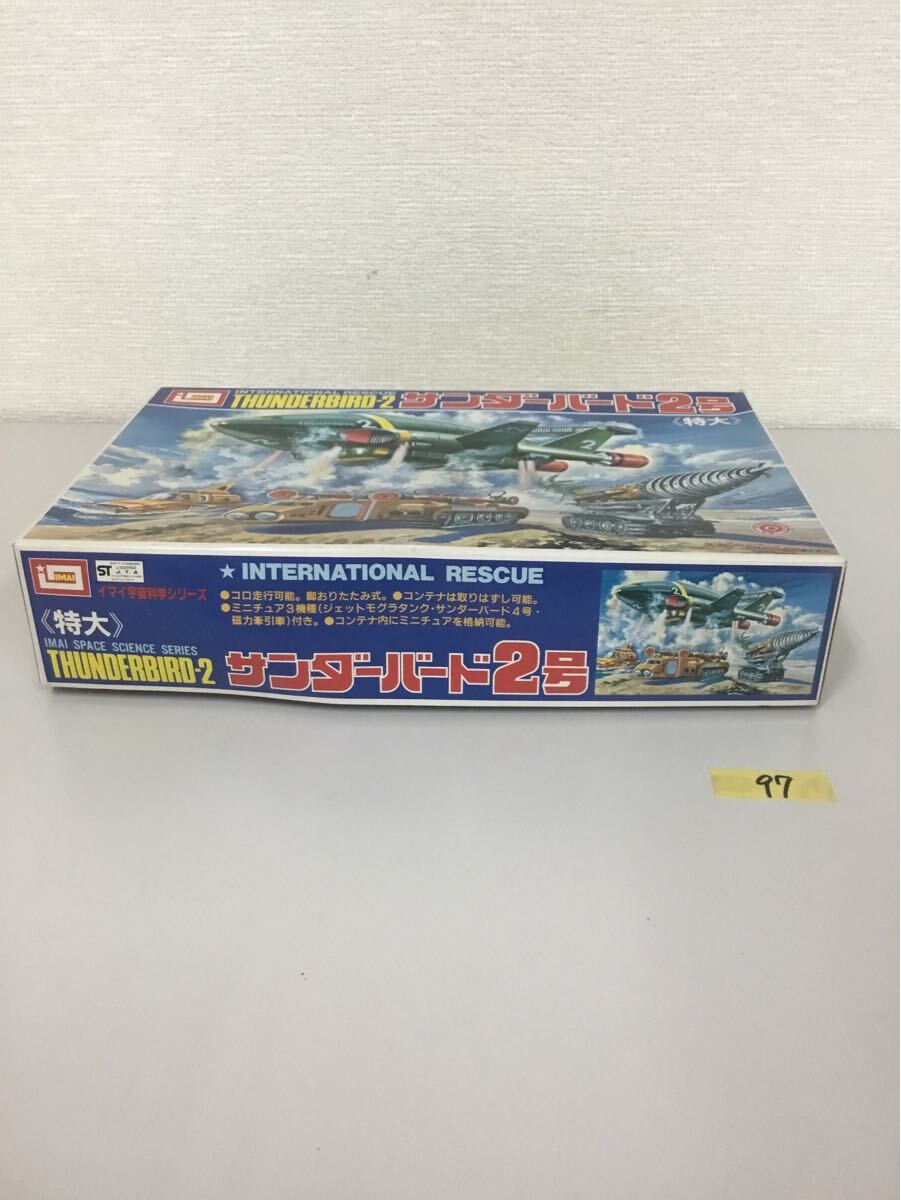 IMAI
INTERNATIONAL RESCUE
THUNDERBIRD-2 サンダーバード2号
《特大》
2
IMAI
ST
J.T.A
イマイ宇宙科学シリーズ
《特大》
IMAI SPACE SCIENCE SERIES
THUNDERBIRD-2
★ INTERNATIONAL RESCUE
●コロ走行可能。脚おりたたみ式。●コンテナは取りはずし可能。
●ミニチュア3機種(ジェットモグラタンク・サンダーバード4号・
磁力牽引車)付き。●コンテナ内にミニチュアを格納可能。
サンダーバード2号
97